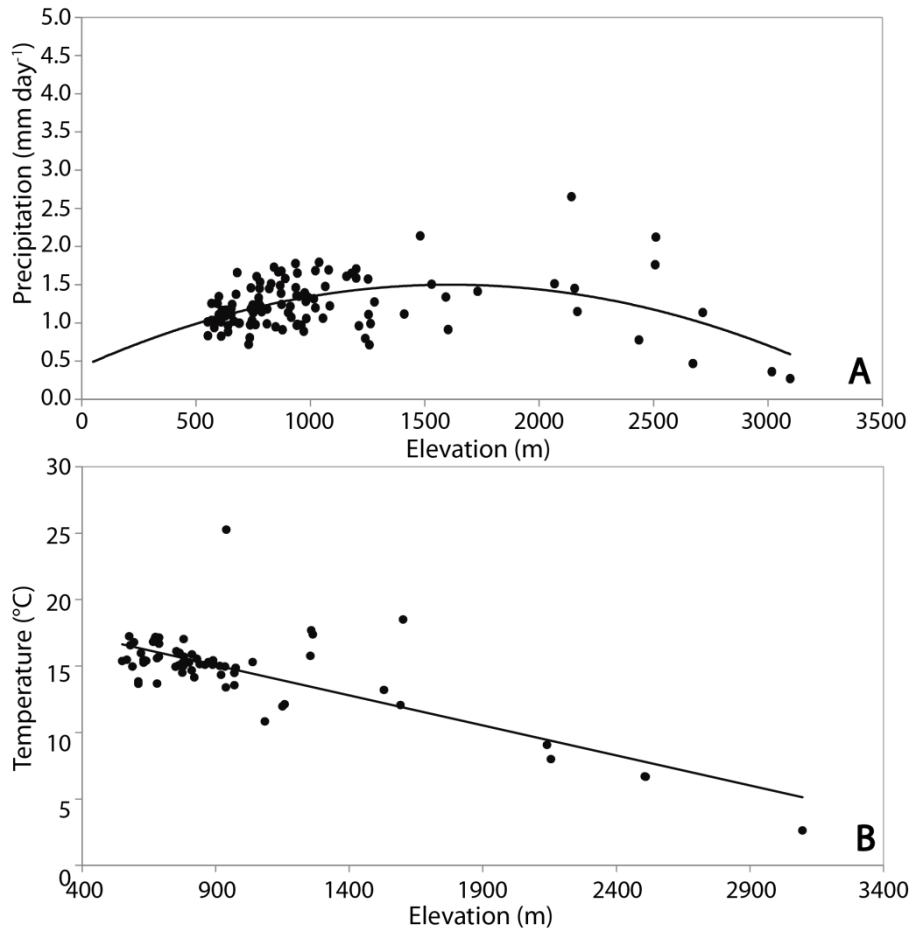 5.0
4.5
4.0
3.5
3.0
2.5
2.0
1.5
1.0
0.5
0.0
Precipitation (mm day⁻¹)
0 500 1000 1500 2000 2500 3000 3500
Elevation (m)
A
30
25
20
15
10
5
0
Temperature (°C)
400 900 1400 1900 2400 2900 3400
Elevation (m)
B